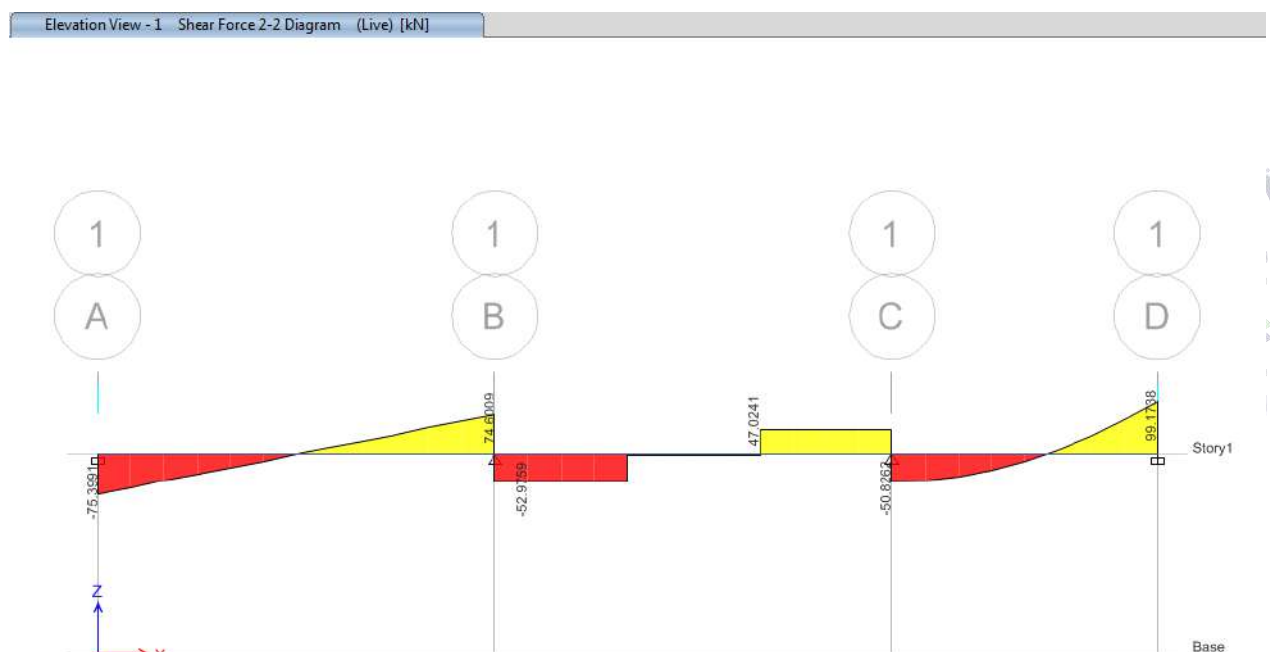 Elevation View - 1 Shear Force 2-2 Diagram (Live) [kN]
1 1 1 1
A B C D
-75.3991
74.6009
-52.9759
47.0241
-50.8262
99.1738
Story1
Z
Base